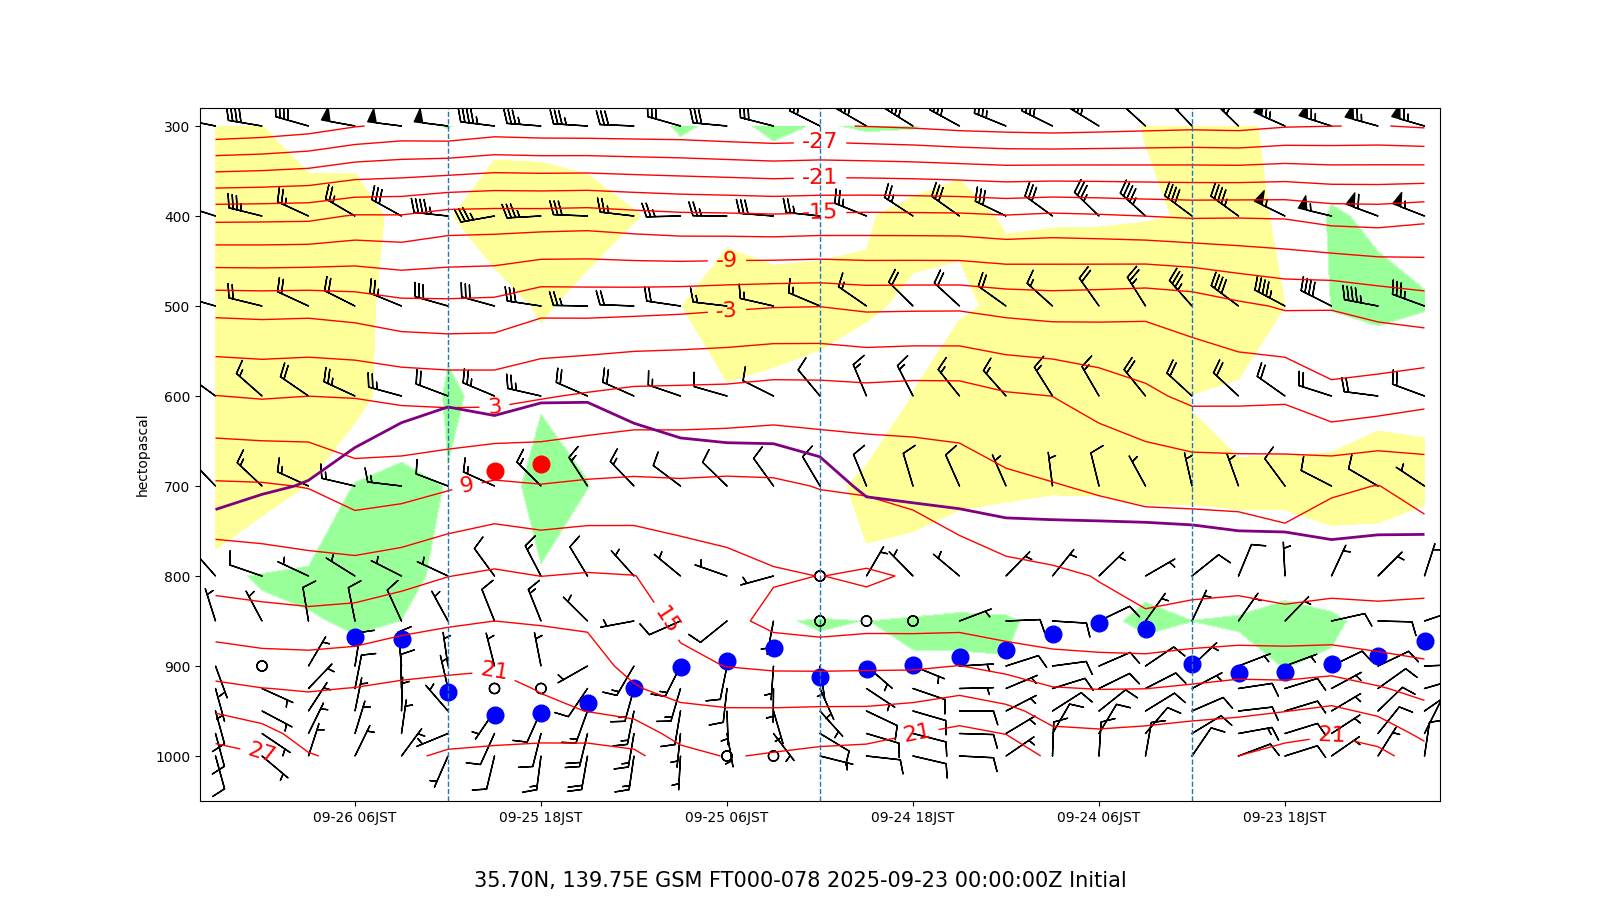 300
400
500
600
700
800
900
1000
hectopascal
-27
-21
-15
-9
-3
3
9
15
21
21
21
27
09-26 06JST
09-25 18JST
09-25 06JST
09-24 18JST
09-24 06JST
09-23 18JST
35.70N, 139.75E GSM FT000-078 2025-09-23 00:00:00Z Initial